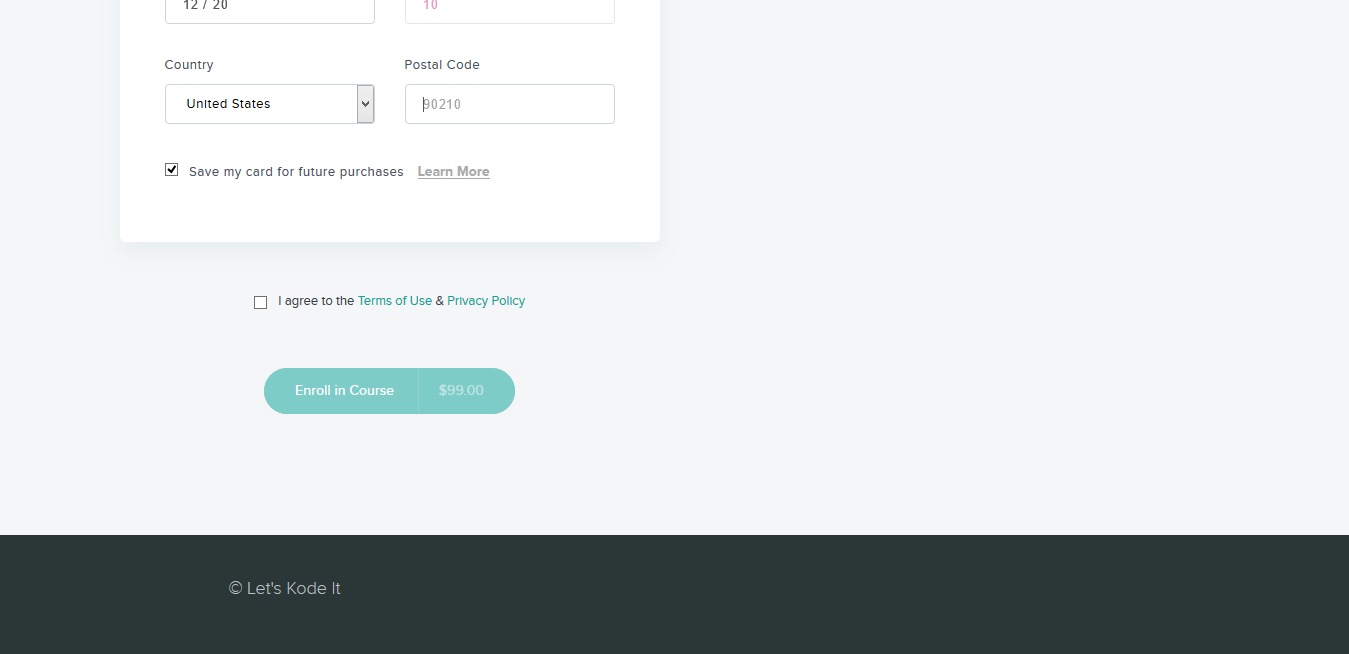 12 / 20 10
Country Postal Code
United States 90210
Save my card for future purchases Learn More
I agree to the Terms of Use & Privacy Policy
Enroll in Course $99.00
© Let's Kode It